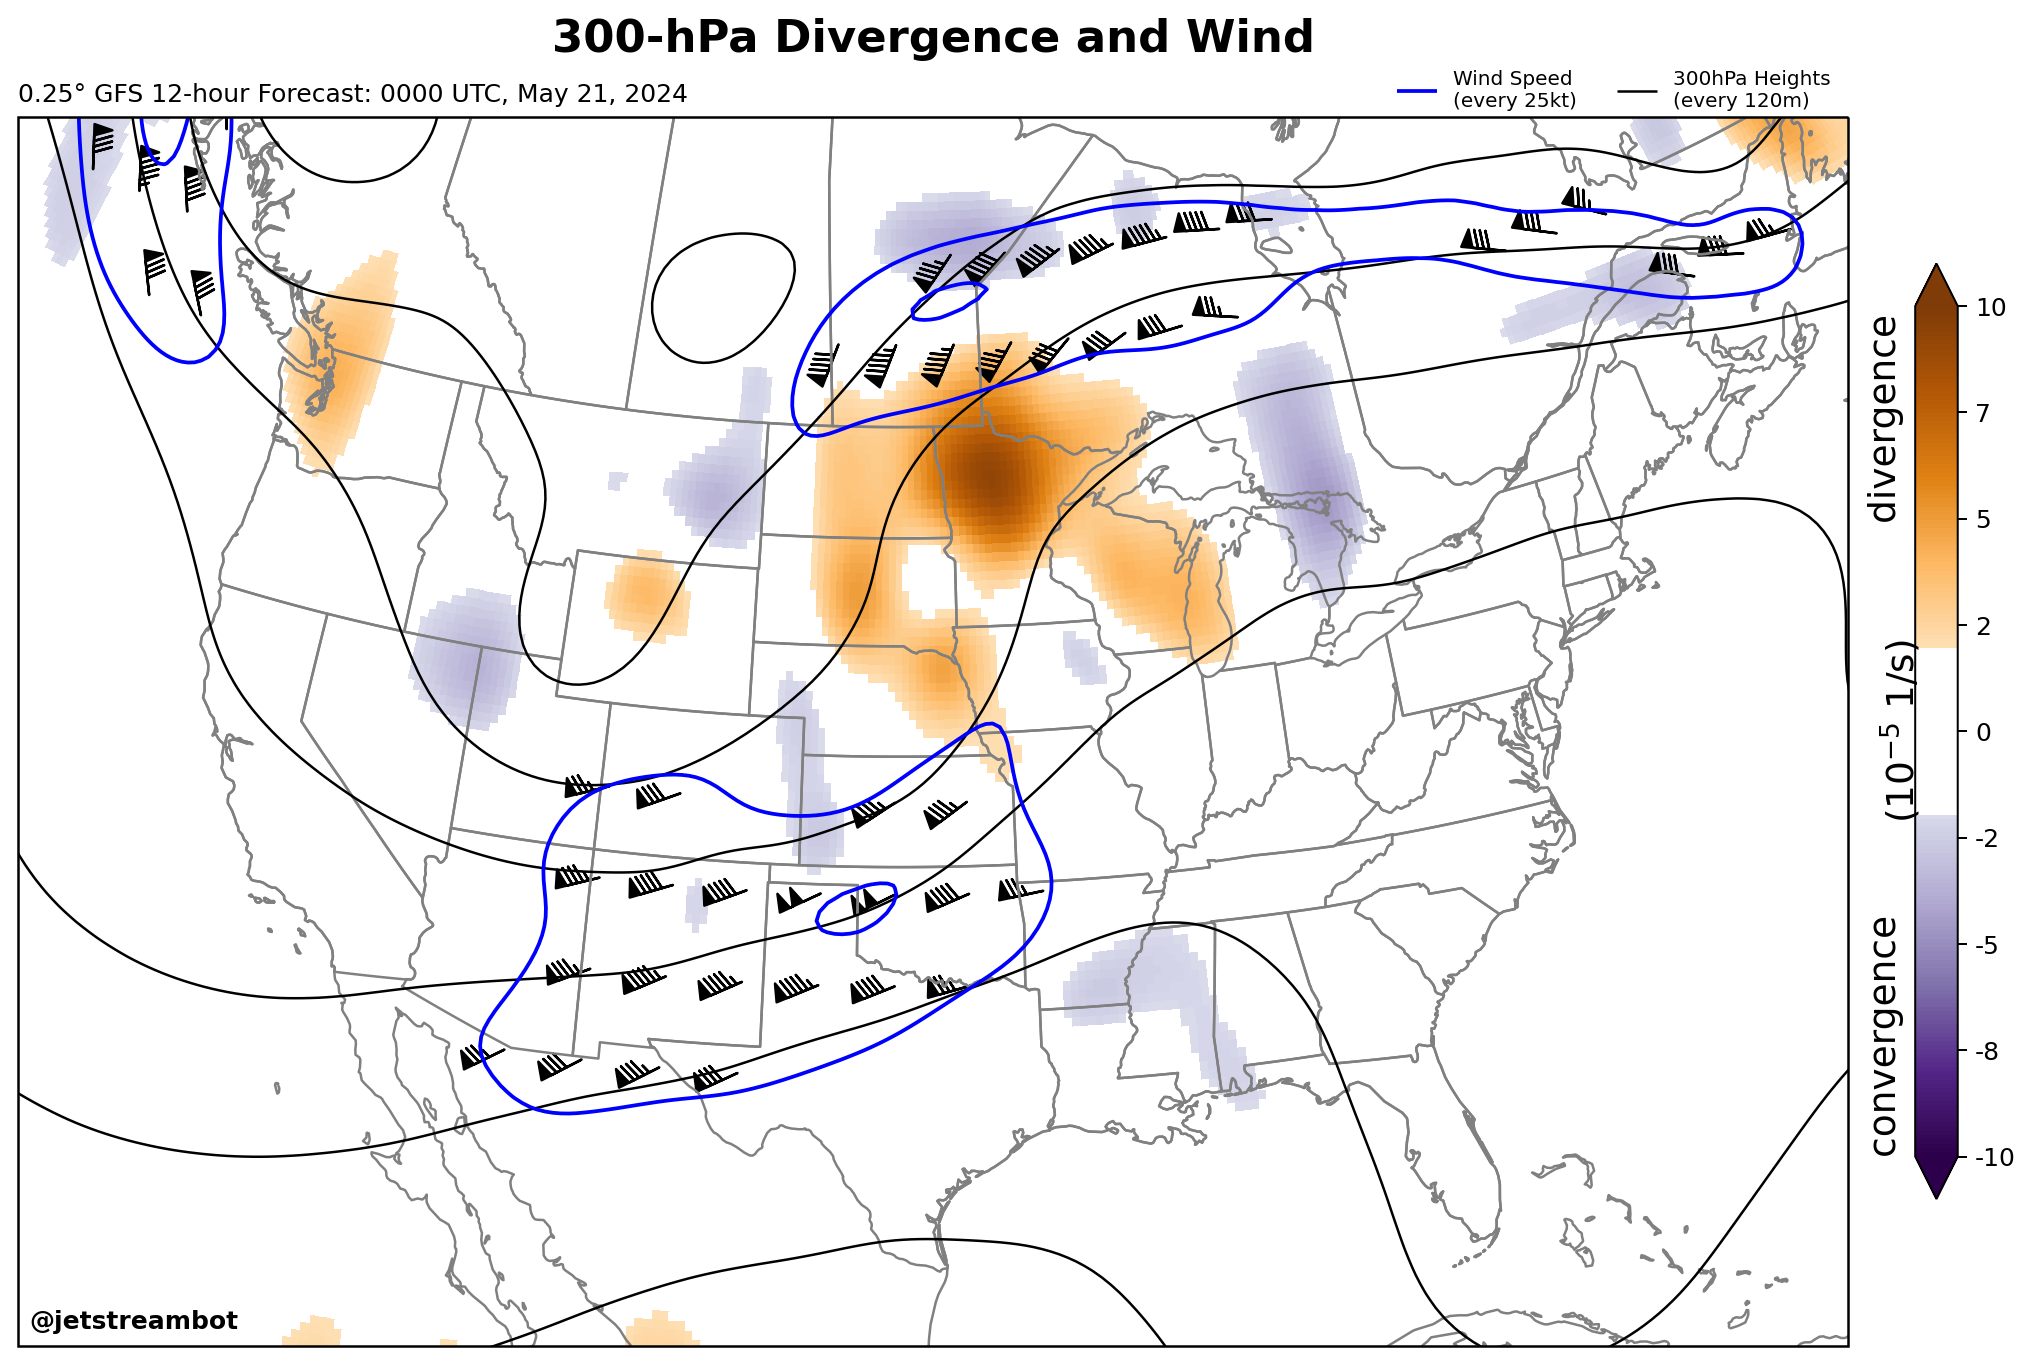 300-hPa Divergence and Wind
0.25° GFS 12-hour Forecast: 0000 UTC, May 21, 2024
Wind Speed
(every 25kt)
300hPa Heights
(every 120m)
10
7
5
2
0
-2
-5
-8
-10
convergence (10⁻⁵ 1/s) divergence
@jetstreambot